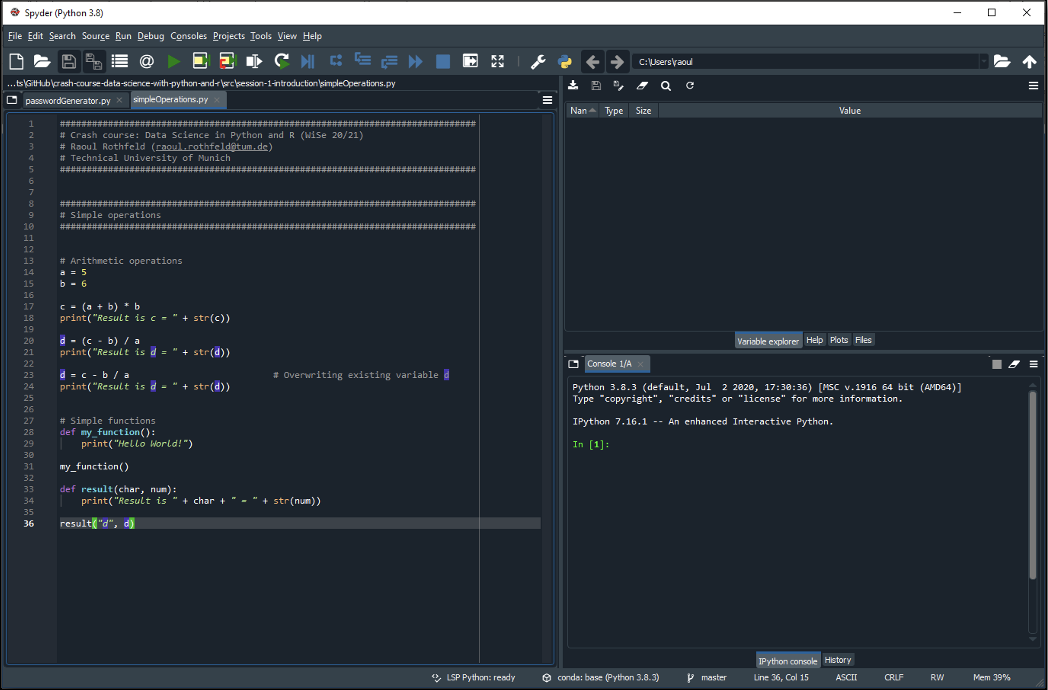 Spyder (Python 3.8)
File Edit Search Source Run Debug Consoles Projects Tools View Help
C:\Users\raoul
...ts\GitHub\crash-course-data-science-with-python-and-r\src\session-1-introduction\simpleOperations.py
passwordGenerator.py
simpleOperations.py
1 ###############################################################################
2 # Crash course: Data Science in Python and R (WiSe 20/21)
3 # Raoul Rothfeld (raoul.rothfeld@tum.de)
4 # Technical University of Munich
5 ###############################################################################
6
7
8 ###############################################################################
9 # Simple operations
10 ###############################################################################
11
12
13 # Arithmetic operations
14 a = 5
15 b = 6
16
17 c = (a + b) * b
18 print("Result is c = " + str(c))
19
20 d = (c - b) / a
21 print("Result is d = " + str(d))
22
23 d = c - b / a # Overwriting existing variable d
24 print("Result is d = " + str(d))
25
26
27 # Simple functions
28 def my_function():
29 print("Hello World!")
30
31 my_function()
32
33 def result(char, num):
34 print("Result is " + char + " = " + str(num))
35
36 result("d", d)
Nan Type Size Value
Variable explorer Help Plots Files
Console 1/A
Python 3.8.3 (default, Jul  2 2020, 17:30:36) [MSC v.1916 64 bit (AMD64)]
Type "copyright", "credits" or "license" for more information.
IPython 7.16.1 -- An enhanced Interactive Python.
In [1]:
IPython console History
LSP Python: ready conda: base (Python 3.8.3) master Line 36, Col 15 ASCII CRLF RW Mem 39%